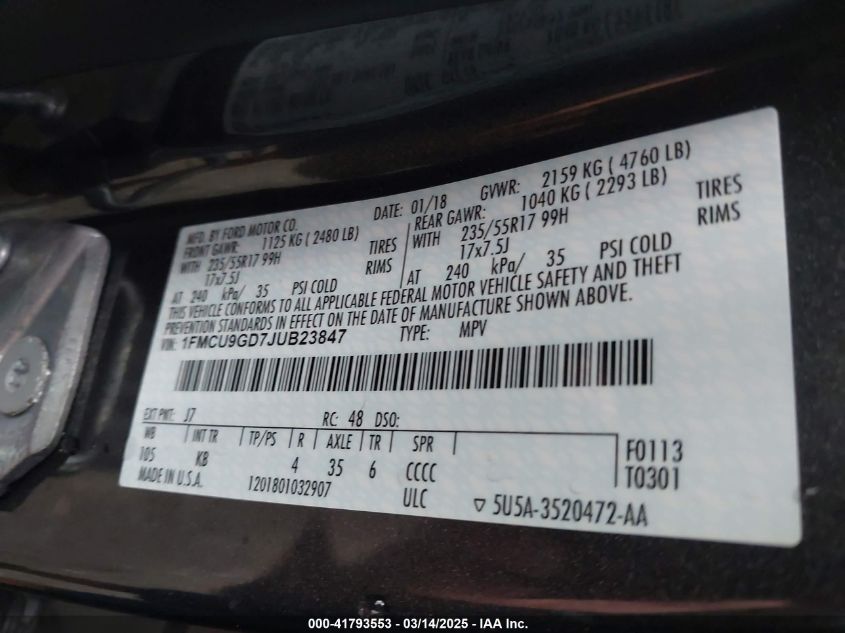 MFD. BY FORD MOTOR CO.
DATE: 01/18
GVWR: 2159 KG ( 4760 LB)
FRONT GAWR: 1125 KG ( 2480 LB)
REAR GAWR: 1040 KG ( 2293 LB)
WITH 235/55R17 99H TIRES
WITH 235/55R17 99H TIRES
17x7.5J RIMS
17x7.5J RIMS
AT 240 kPa/ 35 PSI COLD
AT 240 kPa/ 35 PSI COLD
THIS VEHICLE CONFORMS TO ALL APPLICABLE FEDERAL MOTOR VEHICLE SAFETY AND THEFT
PREVENTION STANDARDS IN EFFECT ON THE DATE OF MANUFACTURE SHOWN ABOVE.
VIN: 1FMCU9GD7JUB23847 TYPE: MPV
EXT PNT: J7 RC: 48 DSO:
WB INT TR TP/PS R AXLE TR SPR F0113
105 KB 4 35 6 CCCC T0301
MADE IN U.S.A. 1201801032907 ULC ▽ 5U5A-3520472-AA
000-41793553 / 03/14/2025 - IAA Inc.